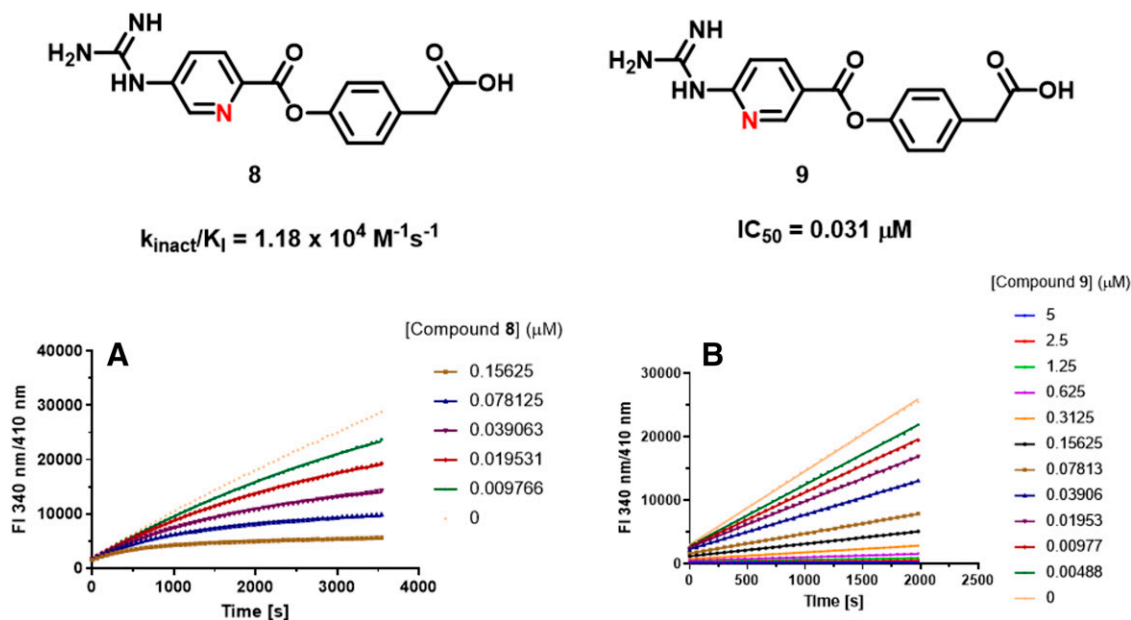 NH
H2N
HN
N
O
O
O
OH
8
kinact/KI = 1.18 x 10^4 M^-1s^-1
NH
H2N
HN
N
O
O
O
OH
9
IC50 = 0.031 μM
A
FI 340 nm/410 nm
40000
30000
20000
10000
0
0
1000
2000
3000
4000
Time [s]
[Compound 8] (μM)
0.15625
0.078125
0.039063
0.019531
0.009766
0
B
FI 340 nm/410 nm
30000
20000
10000
0
0
500
1000
1500
2000
2500
Time [s]
[Compound 9] (μM)
5
2.5
1.25
0.625
0.3125
0.15625
0.07813
0.03906
0.01953
0.00977
0.00488
0